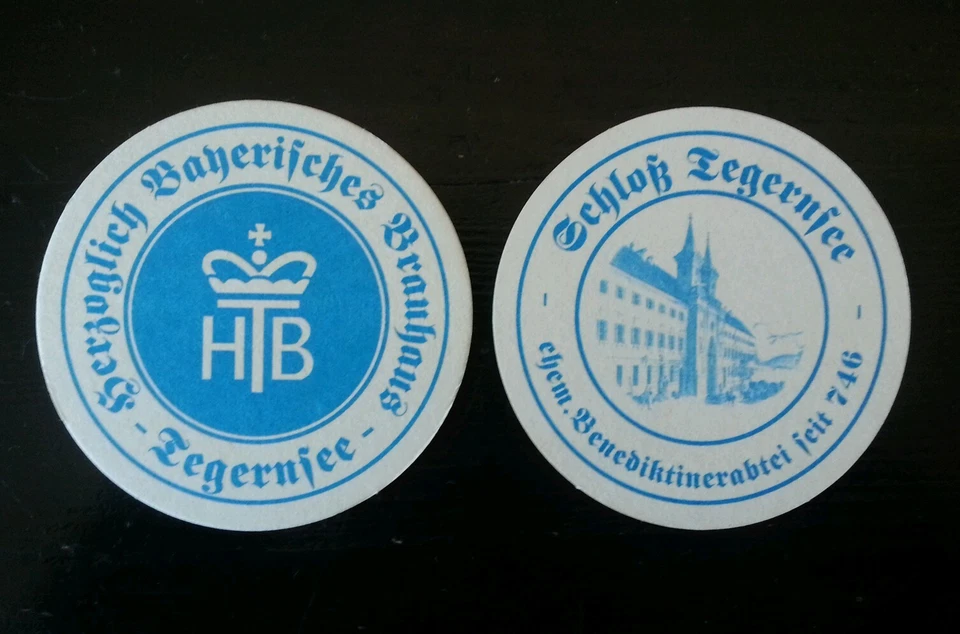 Herzoglich Bayeriſches Brauhaus
- Tegernſee -
HTB
Schloß Tegernſee
- ehem. Benediktinerabtei ſeit 746 -